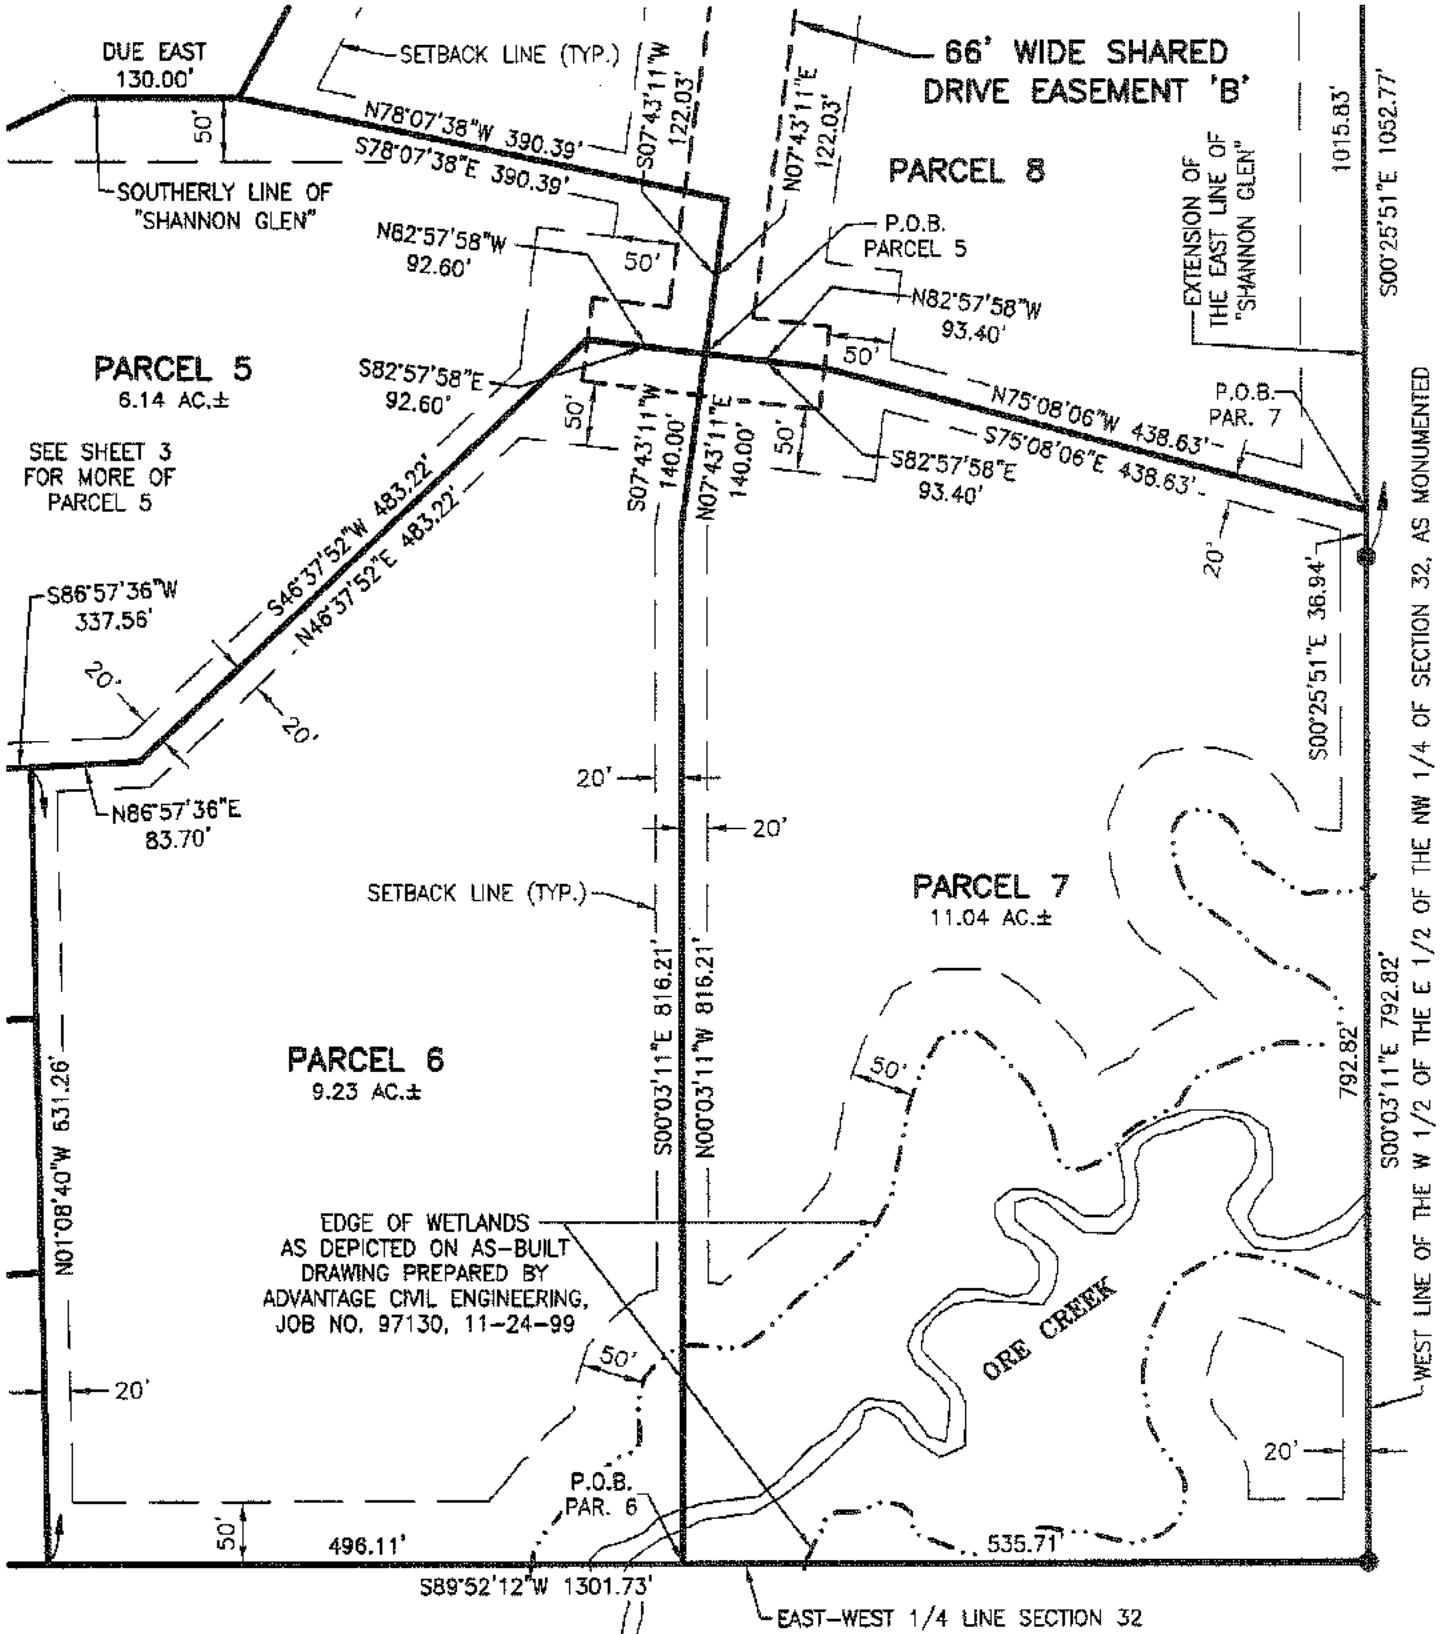 DUE EAST
130.00'
SETBACK LINE (TYP.)
66' WIDE SHARED
DRIVE EASEMENT 'B'
50'
N78°07'38"W 390.39'
S78°07'38"E 390.39'
S07°43'11"W
122.03'
N07°43'11"E
122.03'
PARCEL 8
1015.83'
S00°25'51"E 1052.77'
SOUTHERLY LINE OF
"SHANNON GLEN"
EXTENSION OF
THE EAST LINE OF
"SHANNON GLEN"
P.O.B.
PARCEL 5
N82°57'58"W
92.60'
50'
N82°57'58"W
93.40'
50'
PARCEL 5
6.14 AC.±
S82°57'58"E
92.60'
50'
S07°43'11"W
140.00'
N07°43'11"E
140.00'
50'
N75°08'06"W 438.63'
S75°08'06"E 438.63'
P.O.B.
PAR. 7
S82°57'58"E
93.40'
SEE SHEET 3
FOR MORE OF
PARCEL 5
S46°37'52"W 483.22'
N46°37'52"E 483.22'
20'
S00°25'51"E 36.94'
S86°57'36"W
337.56'
20'
20'
N86°57'36"E
83.70'
20'
20'
SETBACK LINE (TYP.)
PARCEL 7
11.04 AC.±
S00°03'11"E 816.21'
N00°03'11"W 816.21'
PARCEL 6
9.23 AC.±
50'
792.82'
S00°03'11"E 792.82'
WEST LINE OF THE W 1/2 OF THE E 1/2 OF THE NW 1/4 OF SECTION 32, AS MONUMENTED
N01°08'40"W 631.26'
EDGE OF WETLANDS
AS DEPICTED ON AS-BUILT
DRAWING PREPARED BY
ADVANTAGE CIVIL ENGINEERING,
JOB NO. 97130, 11-24-99
ORE CREEK
50'
20'
20'
P.O.B.
PAR. 6
50'
496.11'
535.71'
S89°52'12"W 1301.73'
EAST-WEST 1/4 LINE SECTION 32